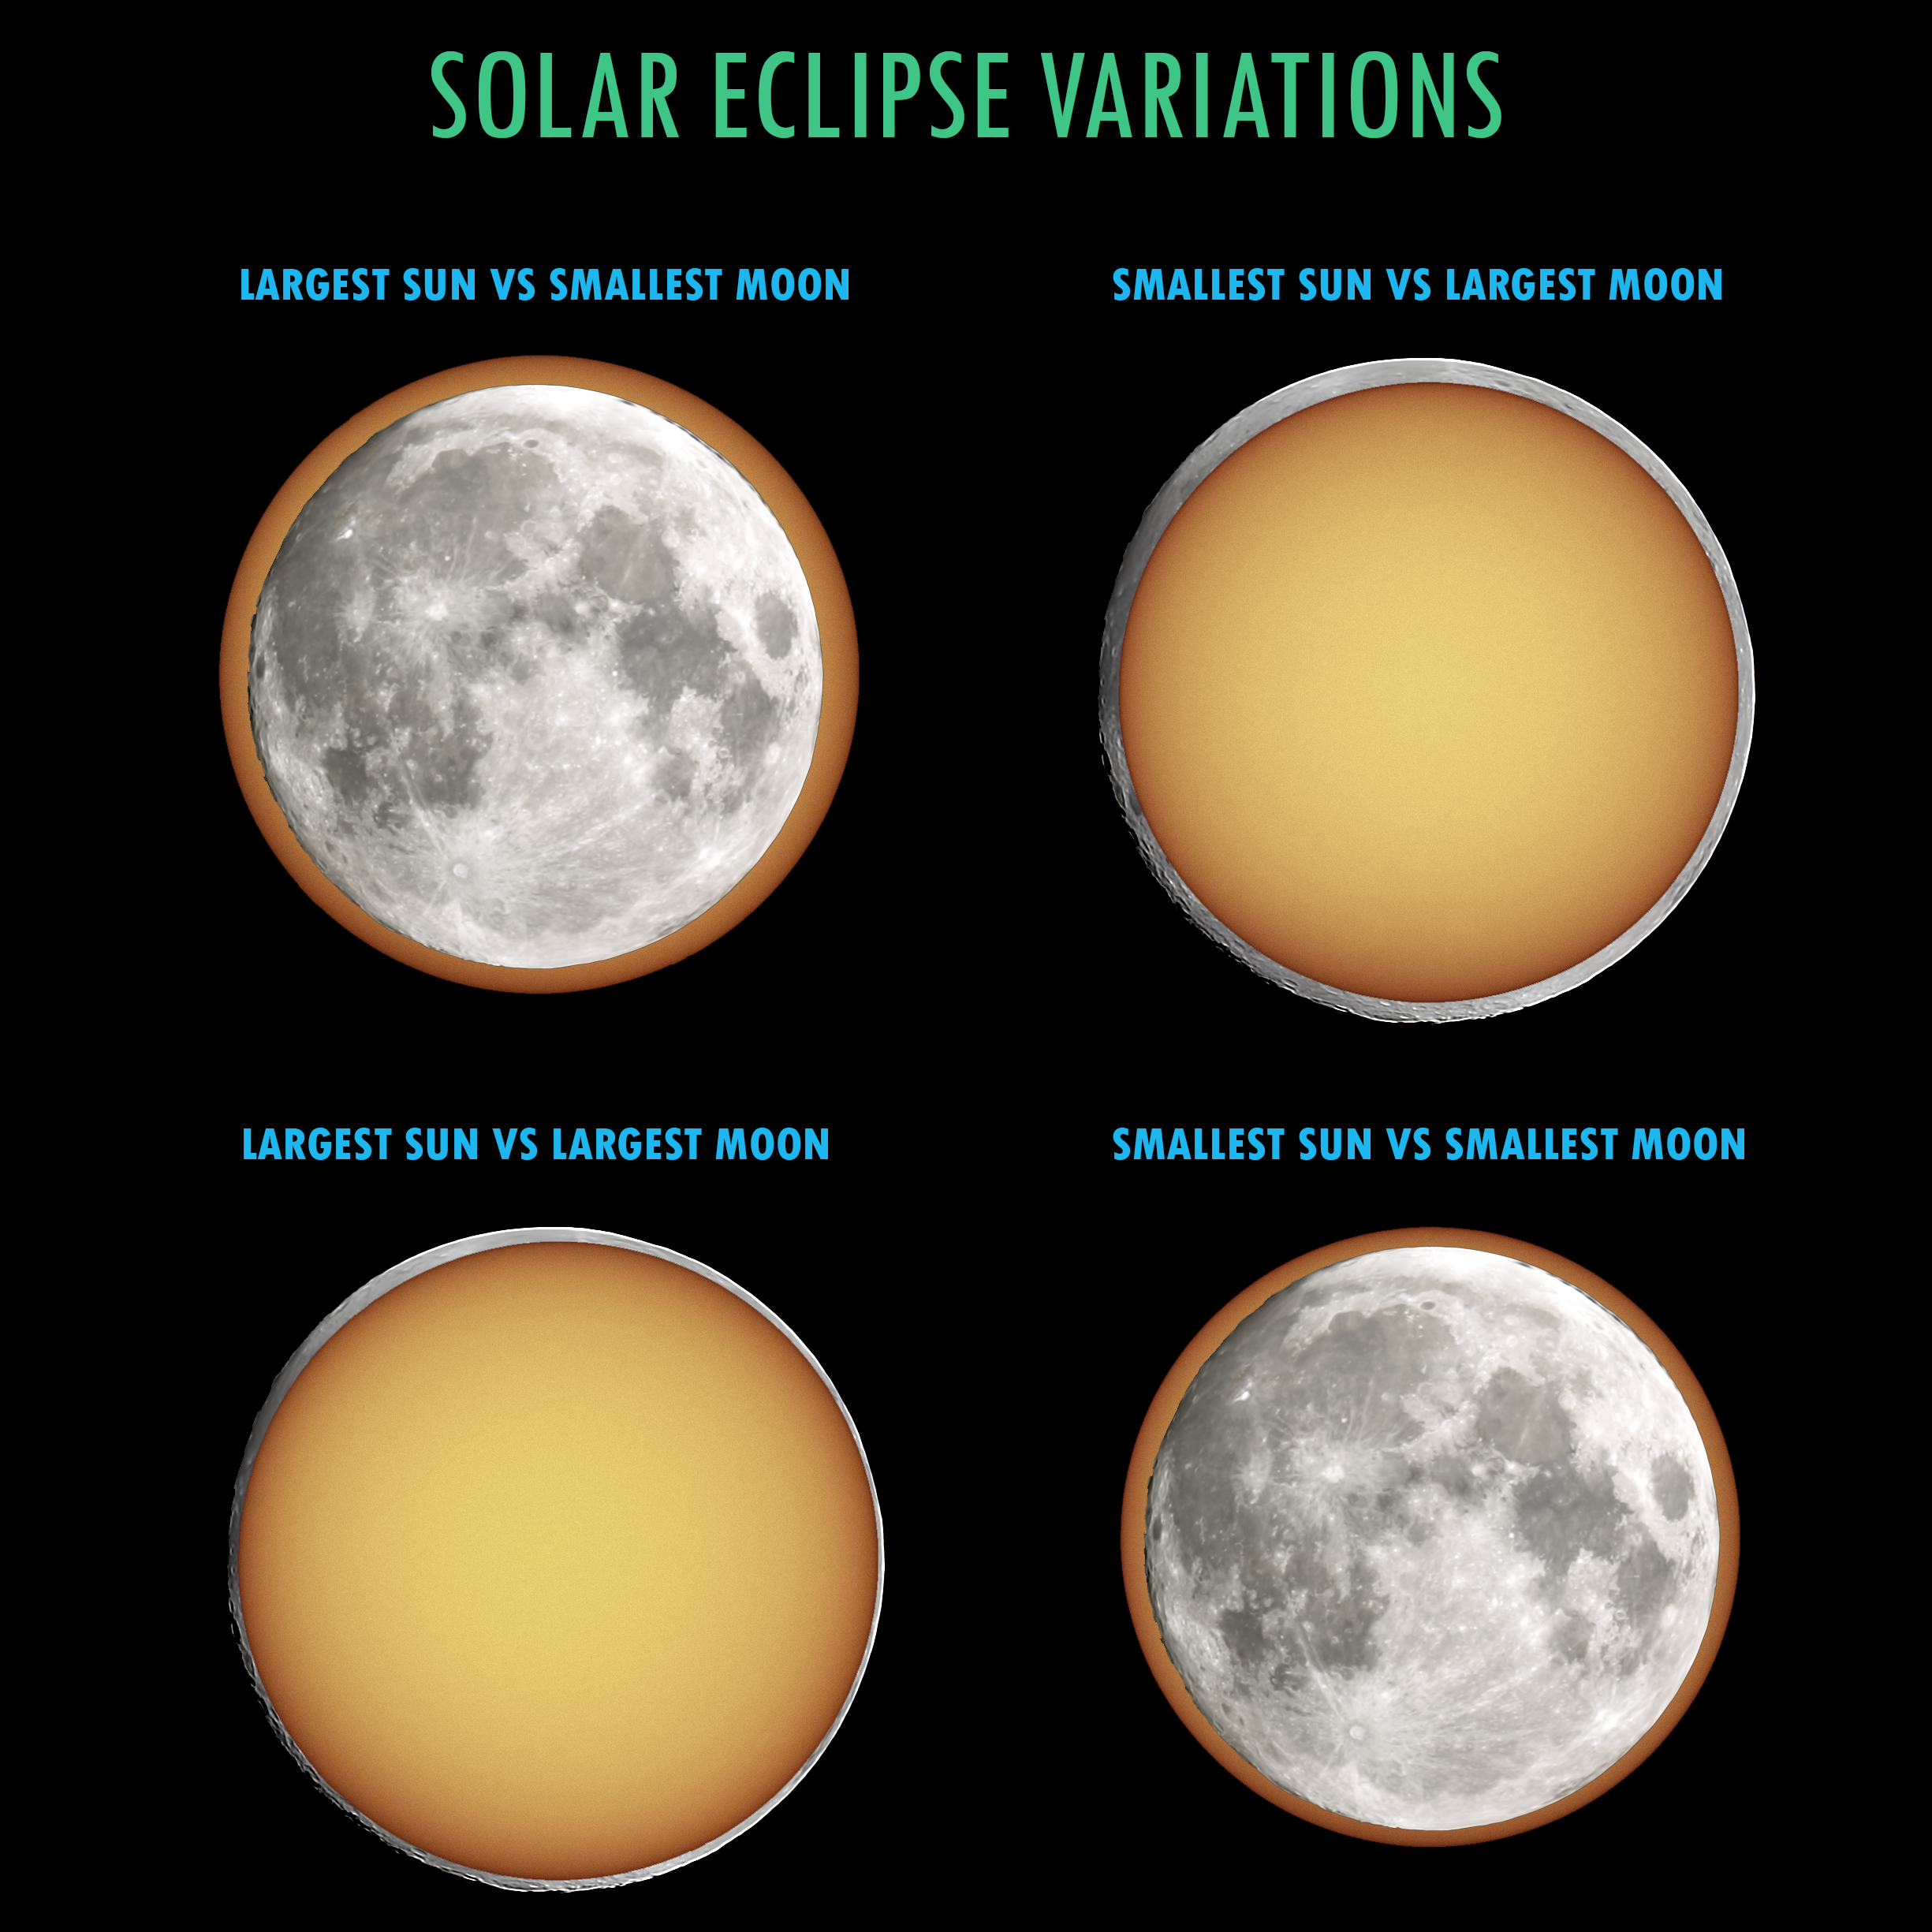 SOLAR ECLIPSE VARIATIONS
LARGEST SUN VS SMALLEST MOON
SMALLEST SUN VS LARGEST MOON
LARGEST SUN VS LARGEST MOON
SMALLEST SUN VS SMALLEST MOON